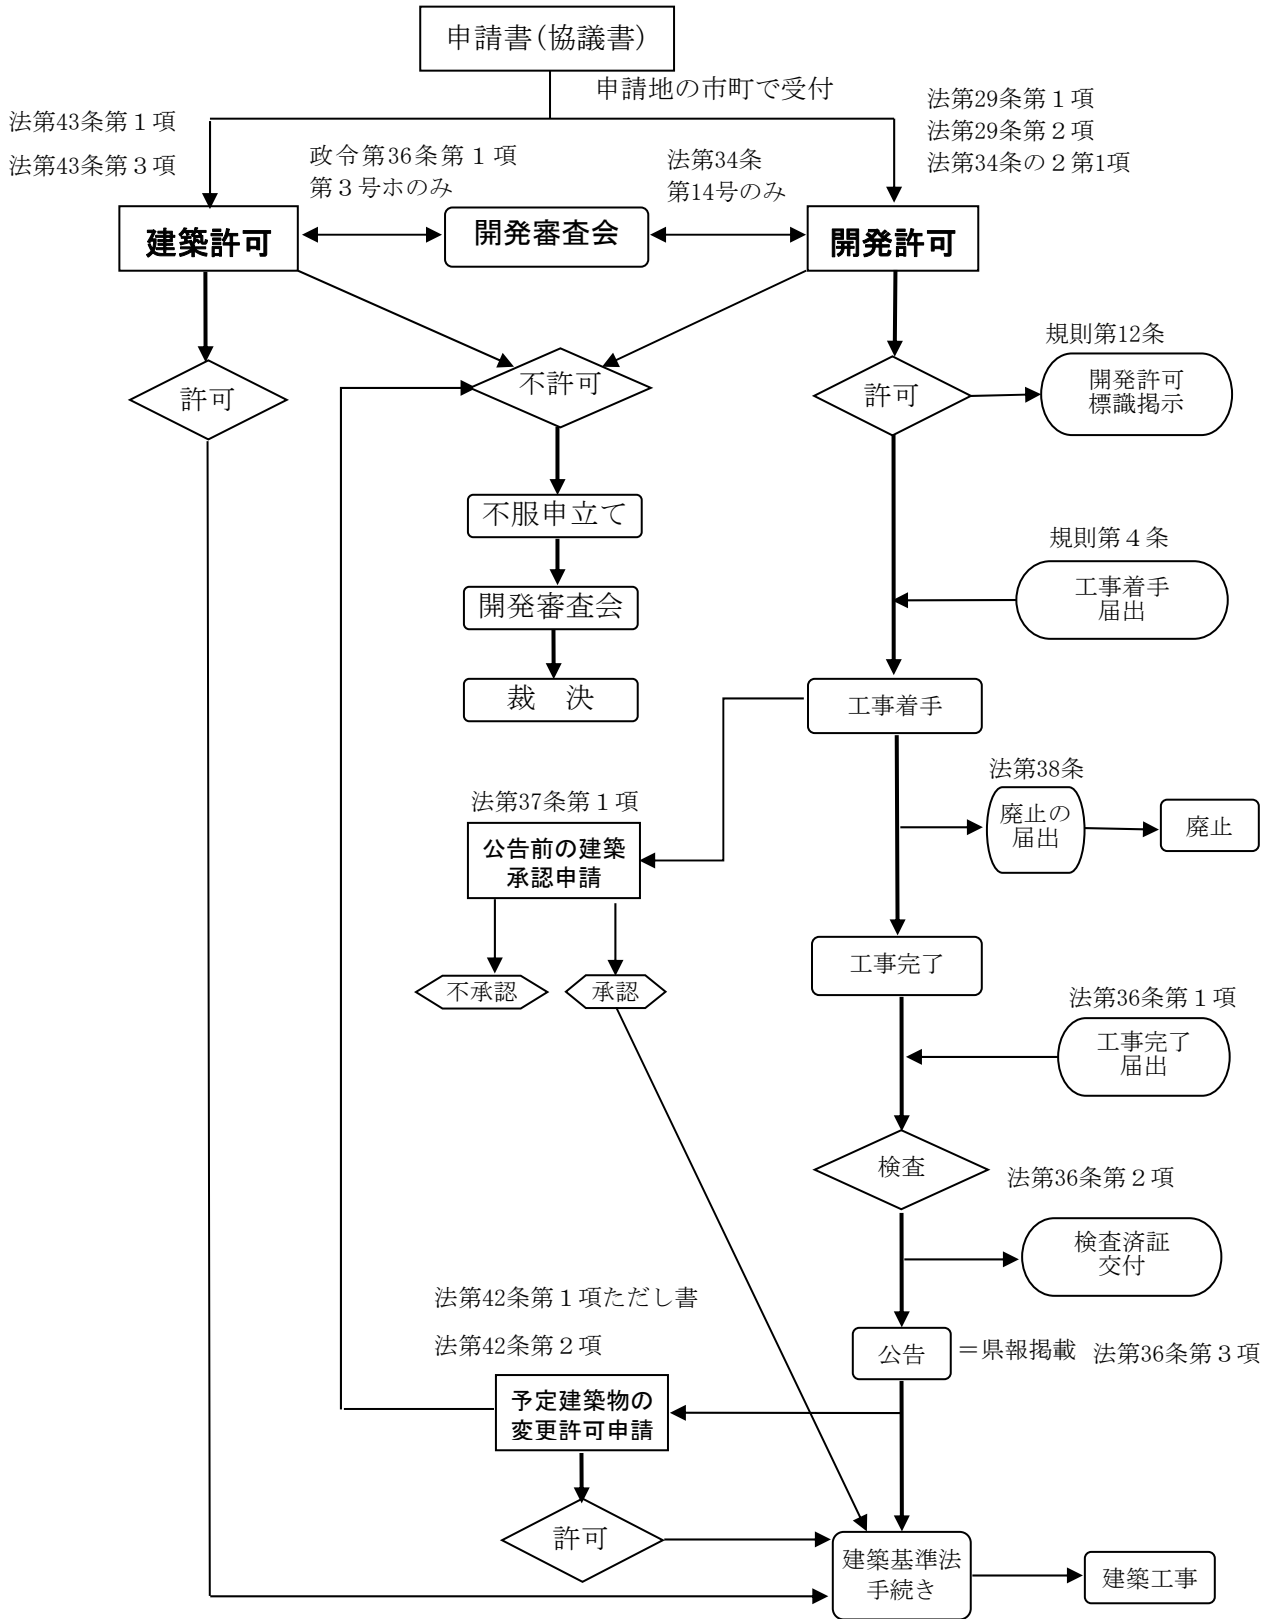 申請書(協議書)
申請地の市町で受付
法第43条第１項
法第43条第３項
政令第36条第１項
第３号ホのみ
法第34条
第14号のみ
法第29条第１項
法第29条第２項
法第34条の２第1項
建築許可
開発審査会
開発許可
許可
不許可
許可
規則第12条
開発許可
標識掲示
不服申立て
開発審査会
裁　決
規則第４条
工事着手
届出
工事着手
法第38条
廃止の
届出
廃止
法第37条第１項
公告前の建築
承認申請
不承認
承認
工事完了
法第36条第１項
工事完了
届出
検査
法第36条第２項
検査済証
交付
公告
＝県報掲載
法第36条第３項
法第42条第１項ただし書
法第42条第２項
予定建築物の
変更許可申請
許可
建築基準法
手続き
建築工事